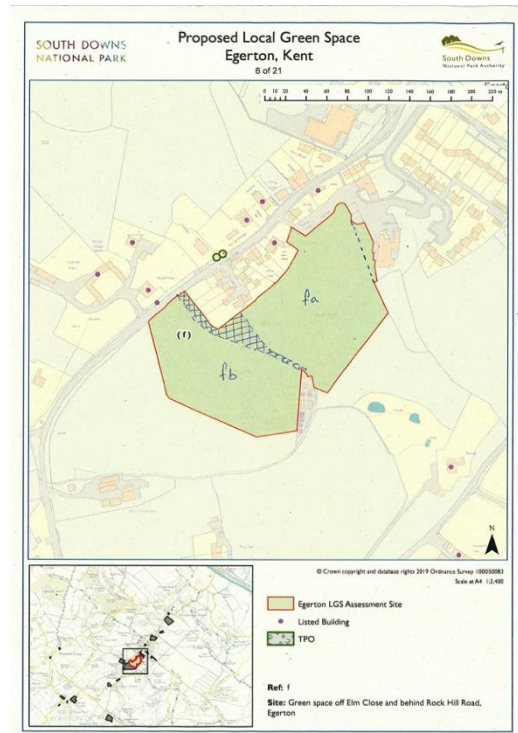 SOUTH DOWNS
NATIONAL PARK
Proposed Local Green Space
Egerton, Kent
6 of 21
South Downs
National Park Authority
0 10 20 40 60 80 100 120 140 160 180 200 220 m
fa
(f)
fb
N
© Crown copyright and database rights 2019 Ordnance Survey 100050083
Scale at A4 1:2,400
Egerton LGS Assessment Site
Listed Building
TPO
Ref: f
Site: Green space off Elm Close and behind Rock Hill Road,
Egerton